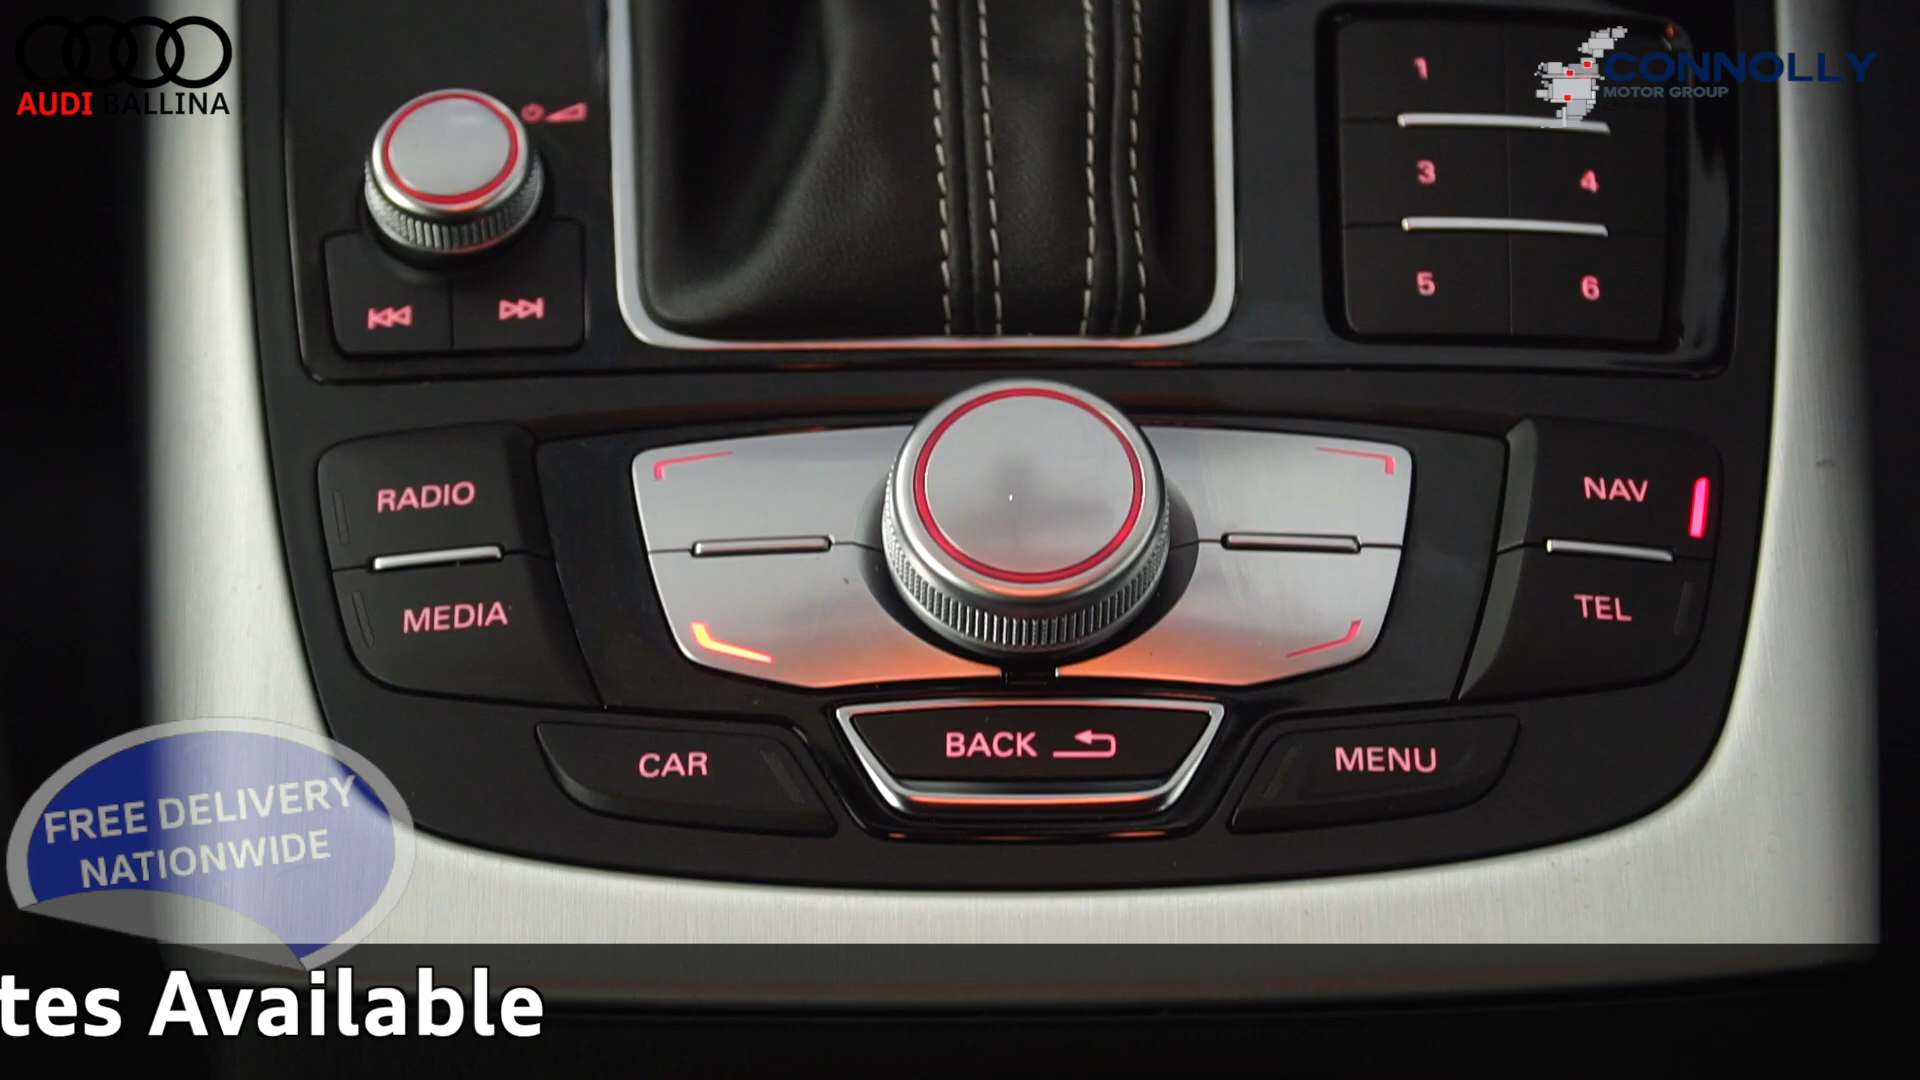 AUDI BALLINA
CONNOLLY
MOTOR GROUP
1
3
4
5
6
RADIO
NAV
MEDIA
TEL
CAR
BACK
MENU
FREE DELIVERY
NATIONWIDE
tes Available